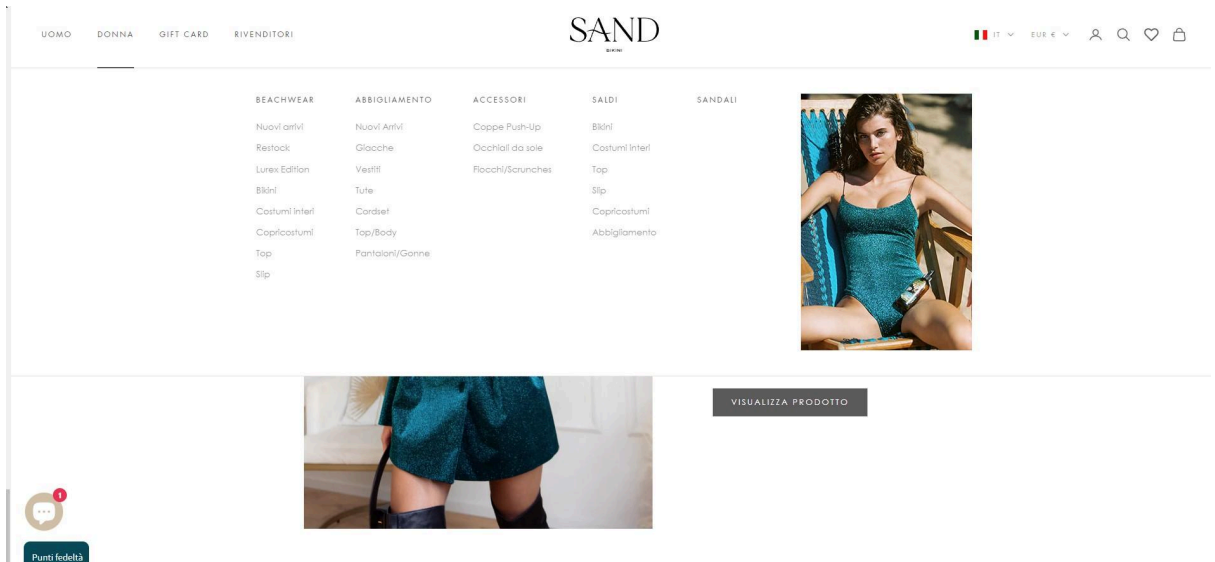 UOMO DONNA GIFT CARD RIVENDITORI
SAND
BIKINI
IT EUR €
BEACHWEAR
Nuovi arrivi
Restock
Lurex Edition
Bikini
Costumi interi
Copricostumi
Top
Slip
ABBIGLIAMENTO
Nuovi Arrivi
Giacche
Vestiti
Tute
Cordset
Top/Body
Pantaloni/Gonne
ACCESSORI
Coppe Push-Up
Occhiali da sole
Fiocchi/Scrunches
SALDI
Bikini
Costumi interi
Top
Slip
Copricostumi
Abbigliamento
SANDALI
VISUALIZZA PRODOTTO
1
Punti fedeltà